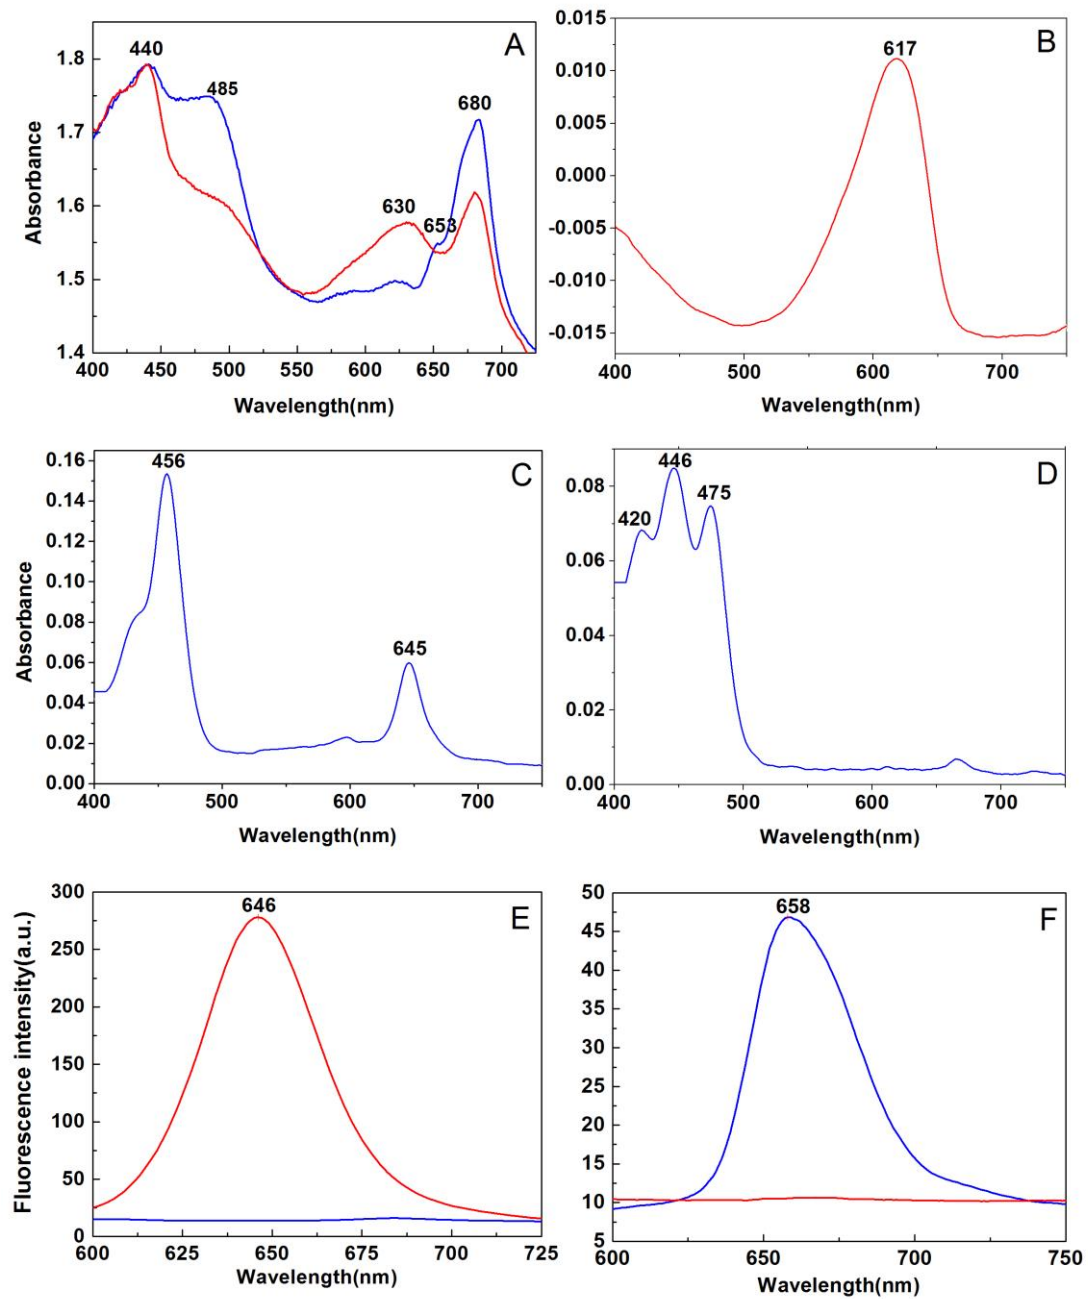 A
440
485
630
653
680
Absorbance
1.8
1.7
1.6
1.5
1.4
400 450 500 550 600 650 700
Wavelength(nm)
B
617
0.015
0.010
0.005
0.000
-0.005
-0.010
-0.015
400 500 600 700
Wavelength(nm)
C
456
645
Absorbance
0.16
0.14
0.12
0.10
0.08
0.06
0.04
0.02
0.00
400 500 600 700
Wavelength(nm)
D
420
446
475
0.08
0.06
0.04
0.02
0.00
400 500 600 700
Wavelength(nm)
E
646
Fluorescence intensity(a.u.)
300
250
200
150
100
50
0
600 625 650 675 700 725
Wavelength(nm)
F
658
50
45
40
35
30
25
20
15
10
5
600 650 700 750
Wavelength(nm)